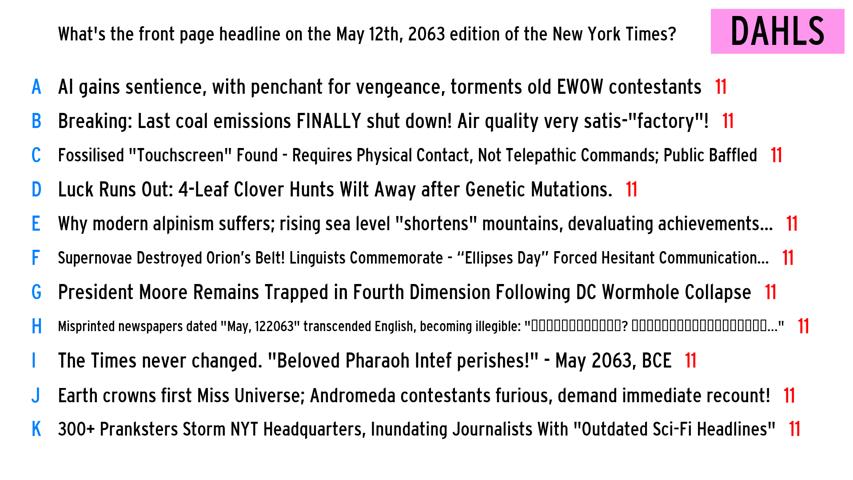 What's the front page headline on the May 12th, 2063 edition of the New York Times?
DAHLS
A AI gains sentience, with penchant for vengeance, torments old EWOW contestants 11
B Breaking: Last coal emissions FINALLY shut down! Air quality very satis-"factory"! 11
C Fossilised "Touchscreen" Found - Requires Physical Contact, Not Telepathic Commands; Public Baffled 11
D Luck Runs Out: 4-Leaf Clover Hunts Wilt Away after Genetic Mutations. 11
E Why modern alpinism suffers; rising sea level "shortens" mountains, devaluating achievements... 11
F Supernovae Destroyed Orion's Belt! Linguists Commemorate - “Ellipses Day” Forced Hesitant Communication... 11
G President Moore Remains Trapped in Fourth Dimension Following DC Wormhole Collapse 11
H Misprinted newspapers dated "May, 122063" transcended English, becoming illegible: "▯▯▯▯▯▯▯▯▯▯▯▯▯? ▯▯▯▯▯▯▯▯▯▯▯▯▯▯▯▯▯▯▯..." 11
I The Times never changed. "Beloved Pharaoh Intef perishes!" - May 2063, BCE 11
J Earth crowns first Miss Universe; Andromeda contestants furious, demand immediate recount! 11
K 300+ Pranksters Storm NYT Headquarters, Inundating Journalists With "Outdated Sci-Fi Headlines" 11